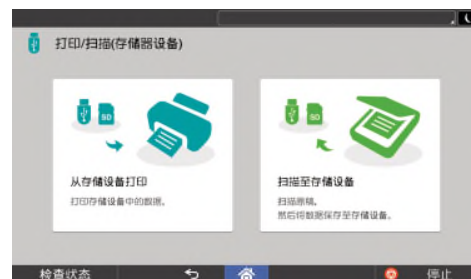 打印/扫描(存储器设备)
SD
SD
从存储设备打印
打印存储设备中的数据。
扫描至存储设备
扫描原稿。
然后将数据保存至存储设备。
检查状态
停止